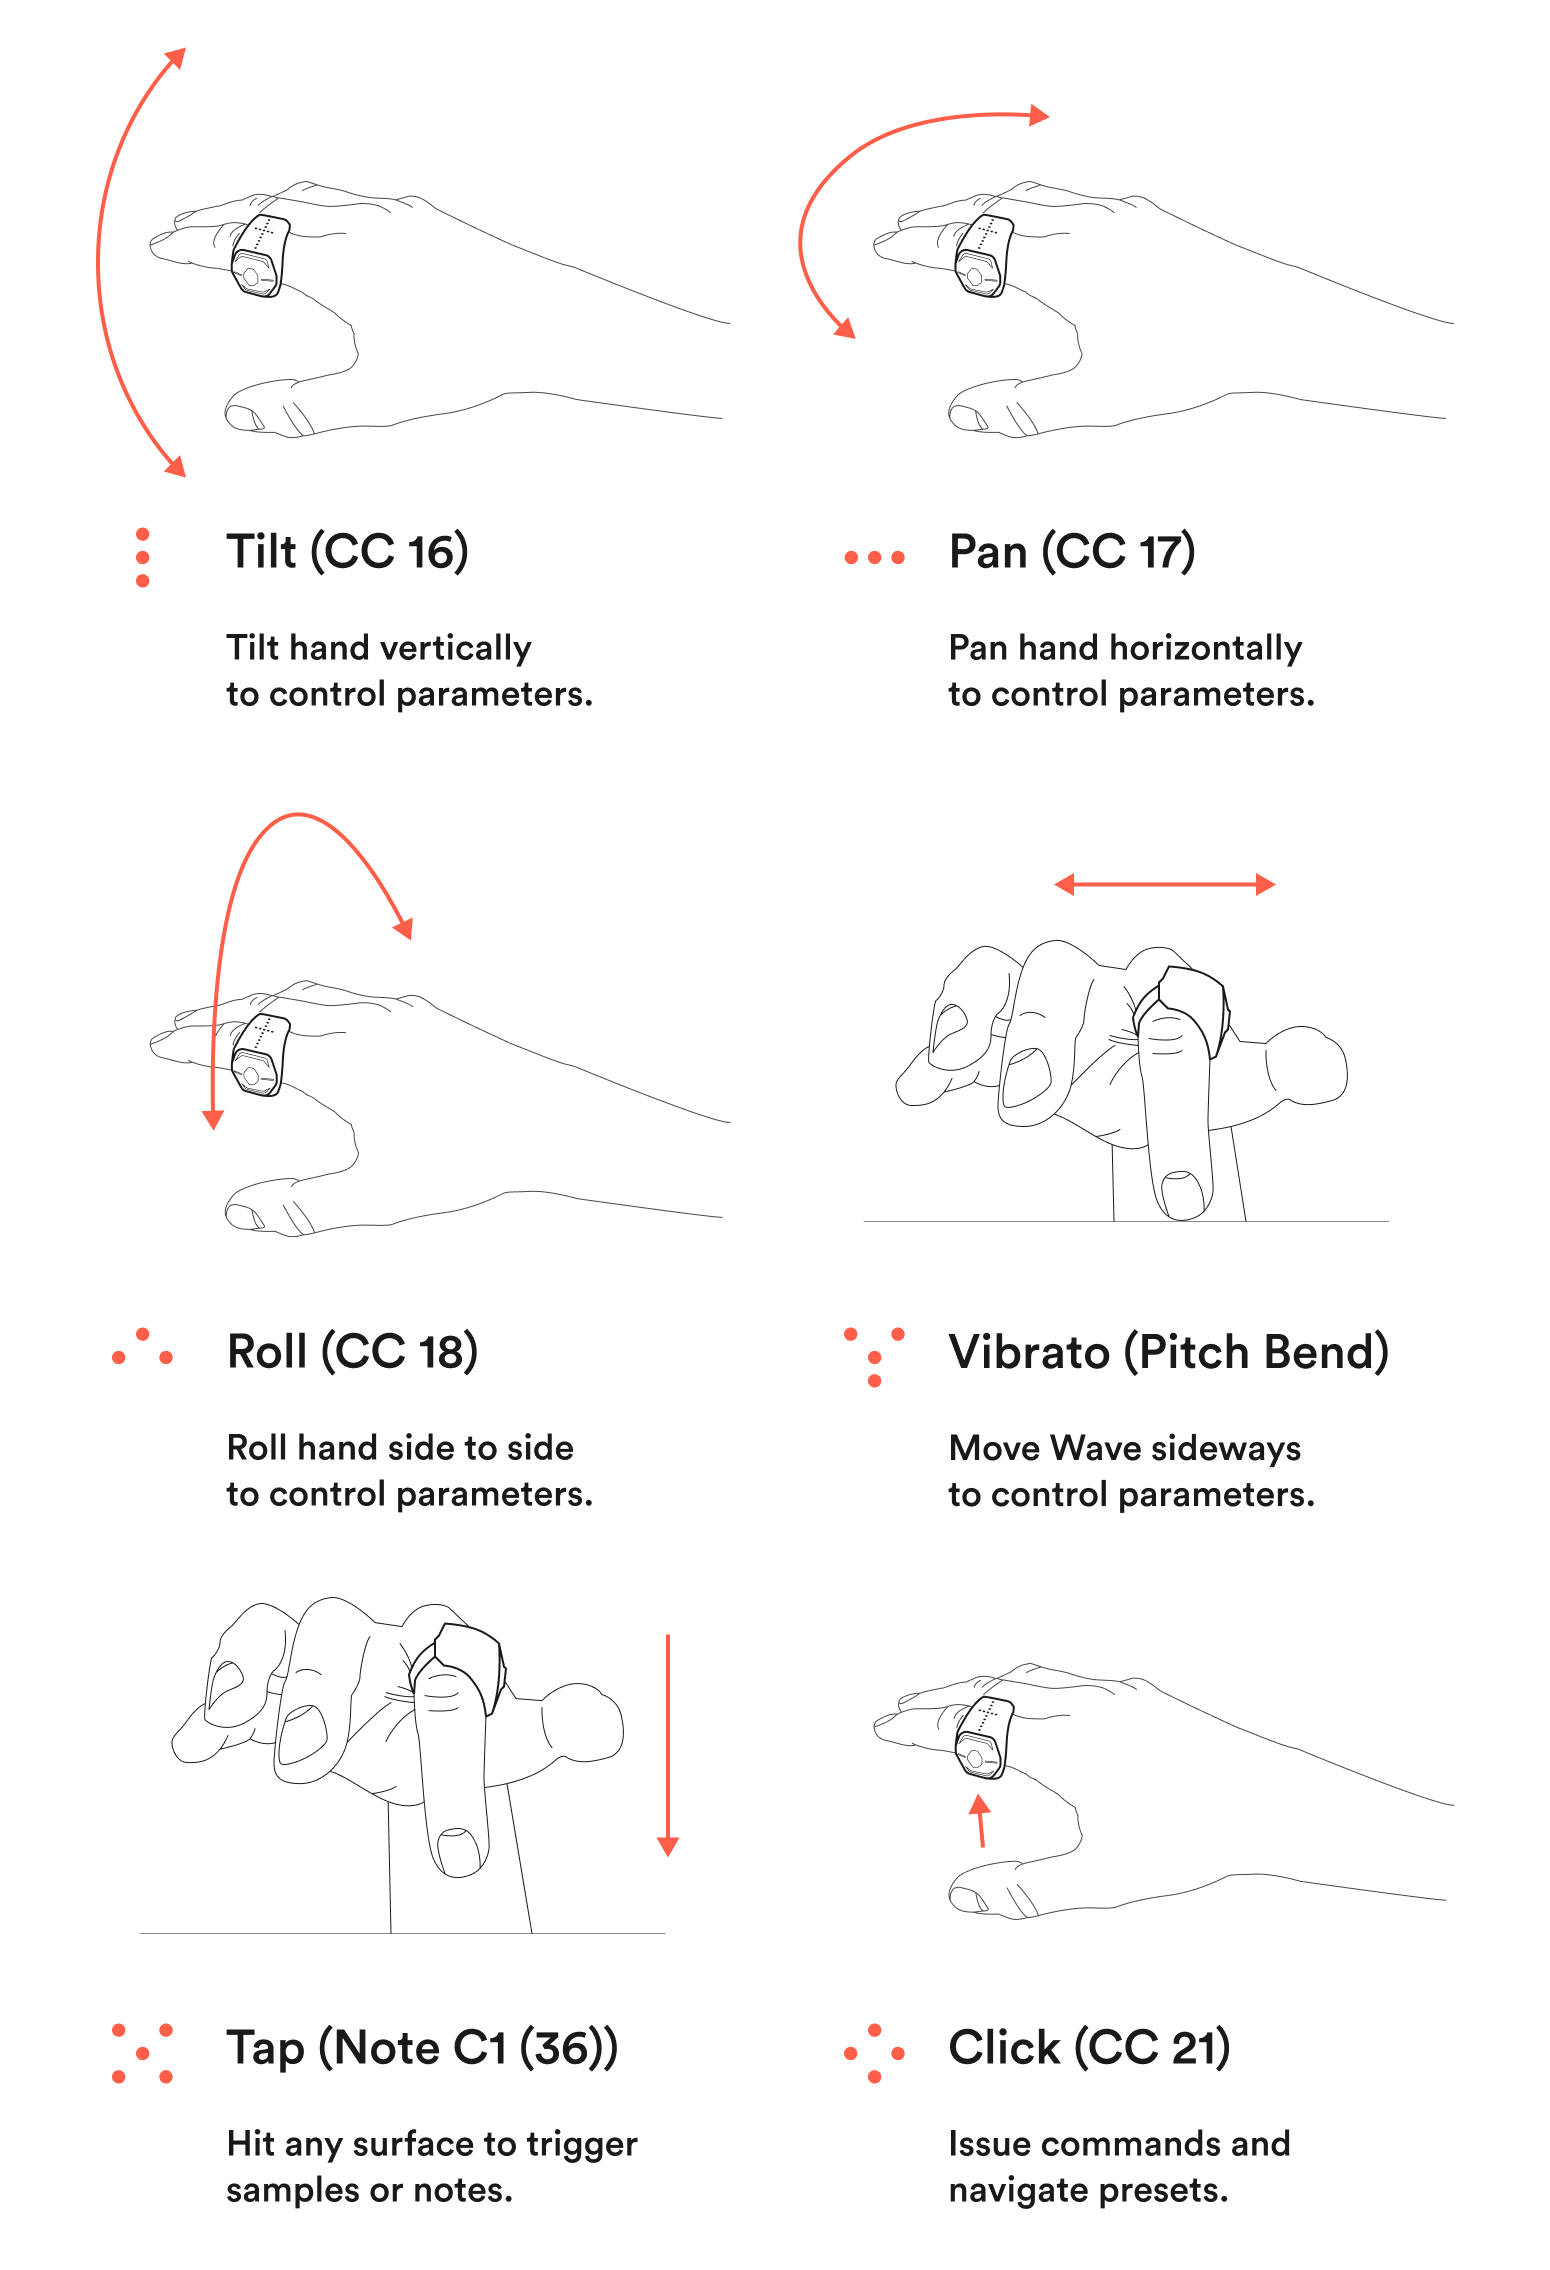 Tilt (CC 16)
Tilt hand vertically
to control parameters.
Pan (CC 17)
Pan hand horizontally
to control parameters.
Roll (CC 18)
Roll hand side to side
to control parameters.
Vibrato (Pitch Bend)
Move Wave sideways
to control parameters.
Tap (Note C1 (36))
Hit any surface to trigger
samples or notes.
Click (CC 21)
Issue commands and
navigate presets.